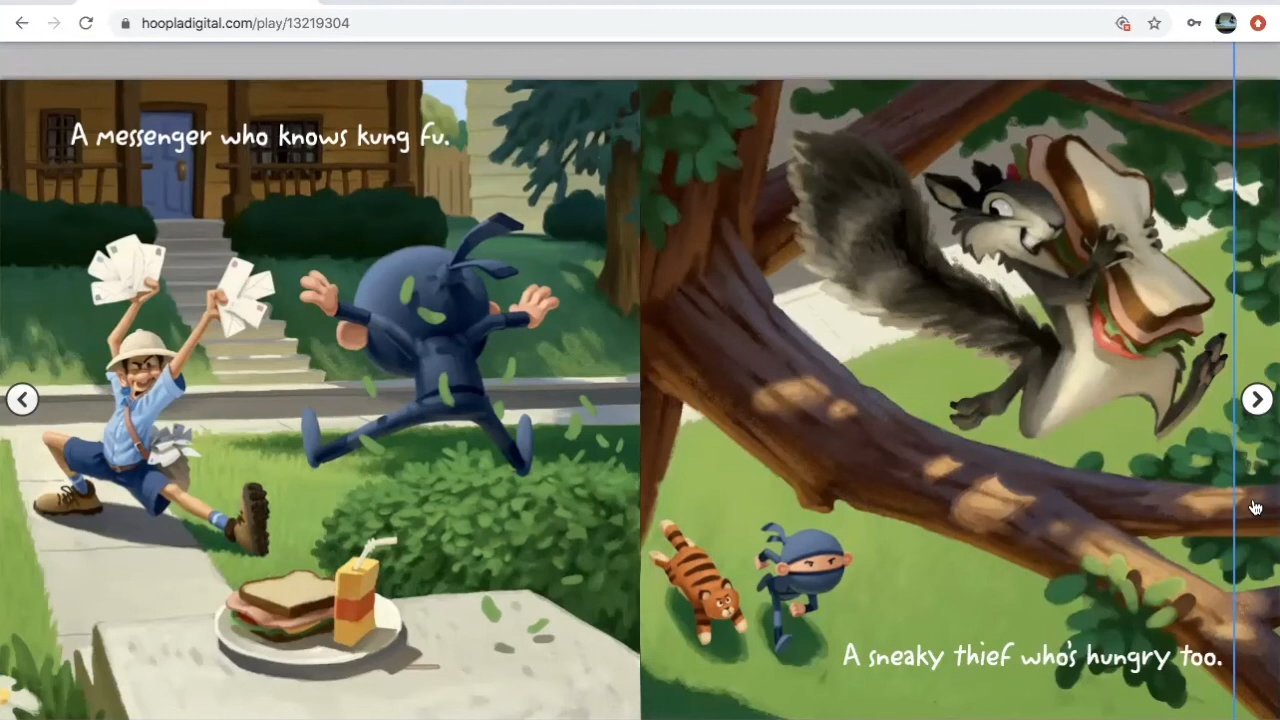 hoopladigital.com/play/13219304
A messenger who knows kung fu.
A sneaky thief who's hungry too.